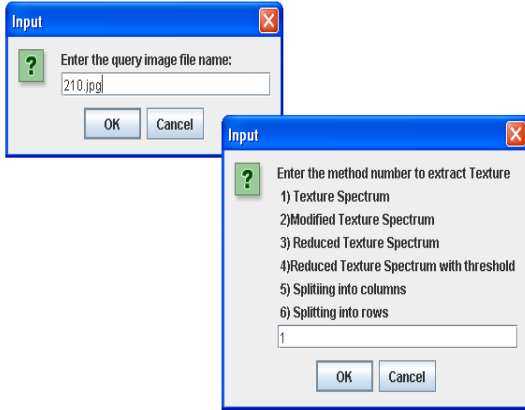 Input
Enter the query image file name:
210.jpg
OK Cancel
Input
Enter the method number to extract Texture
1) Texture Spectrum
2)Modified Texture Spectrum
3) Reduced Texture Spectrum
4)Reduced Texture Spectrum with threshold
5) Splitiing into columns
6) Splitting into rows
1
OK Cancel